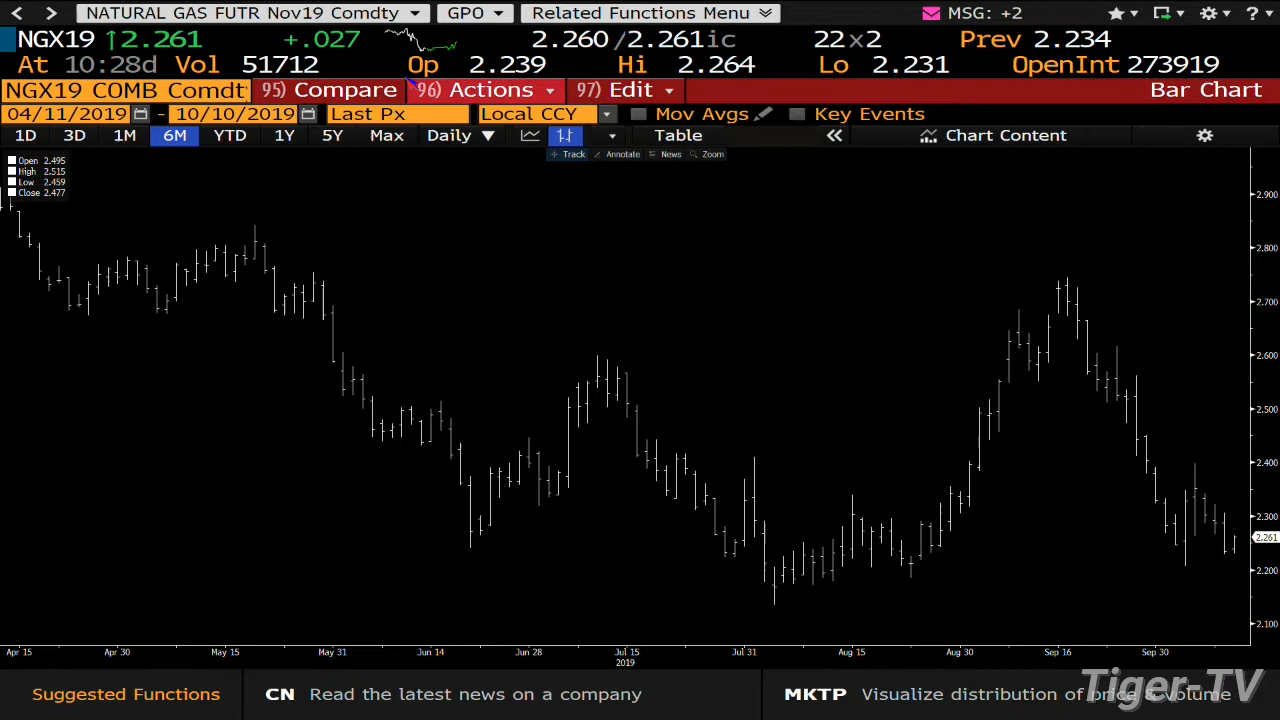 NATURAL GAS FUTR Nov19 Comdty GPO Related Functions Menu MSG: +2 ?
NGX19 ↑2.261 +.027 2.260/2.261ic 22x2 Prev 2.234
At 10:28d Vol 51712 Op 2.239 Hi 2.264 Lo 2.231 OpenInt 273919
NGX19 COMB Comdt 95) Compare 96) Actions 97) Edit Bar Chart
04/11/2019 - 10/10/2019 Last Px Local CCY Mov Avgs Key Events
1D 3D 1M 6M YTD 1Y 5Y Max Daily ▼ Table « Chart Content
Track Annotate News Zoom
Open 2.495
High 2.515
Low 2.459
Close 2.477
2.900
2.800
2.700
2.600
2.500
2.400
2.300
2.261
2.200
2.100
Apr 15 Apr 30 May 15 May 31 Jun 14 Jun 28 Jul 15 Jul 31 Aug 15 Aug 30 Sep 16 Sep 30
2019
Suggested Functions CN Read the latest news on a company MKTP Visualize distribution of price & volume
Tiger-TV